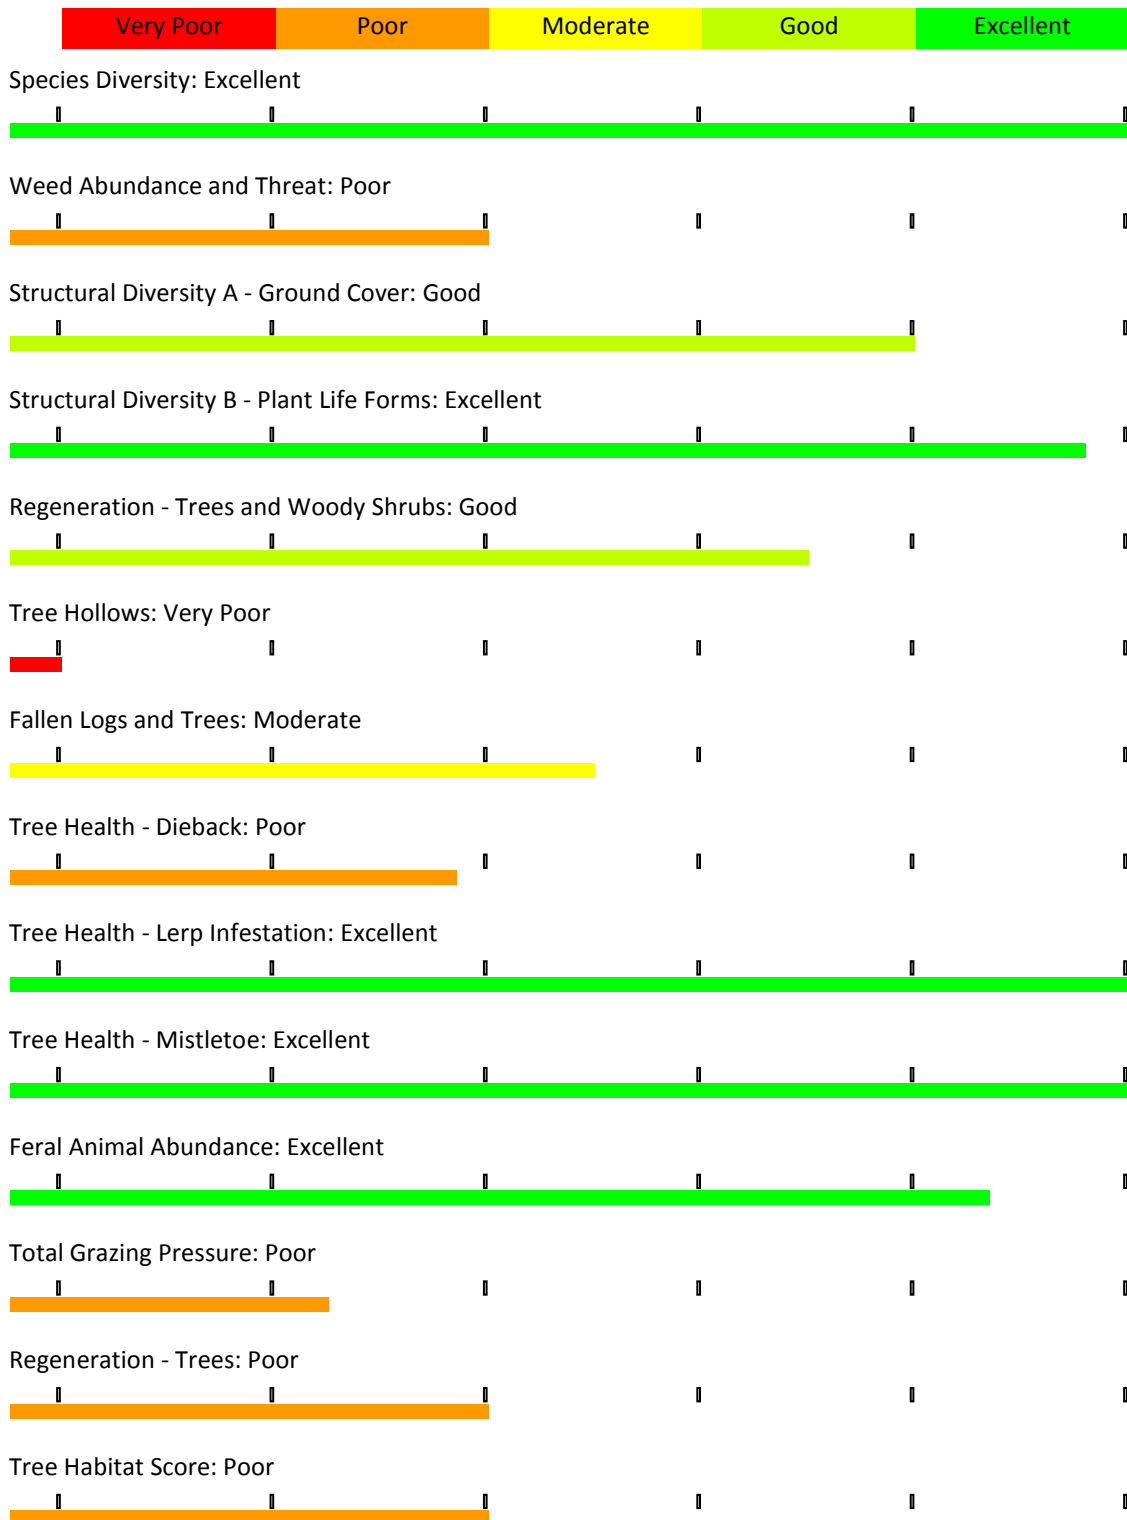 Very Poor Poor Moderate Good Excellent
Species Diversity: Excellent
Weed Abundance and Threat: Poor
Structural Diversity A - Ground Cover: Good
Structural Diversity B - Plant Life Forms: Excellent
Regeneration - Trees and Woody Shrubs: Good
Tree Hollows: Very Poor
Fallen Logs and Trees: Moderate
Tree Health - Dieback: Poor
Tree Health - Lerp Infestation: Excellent
Tree Health - Mistletoe: Excellent
Feral Animal Abundance: Excellent
Total Grazing Pressure: Poor
Regeneration - Trees: Poor
Tree Habitat Score: Poor